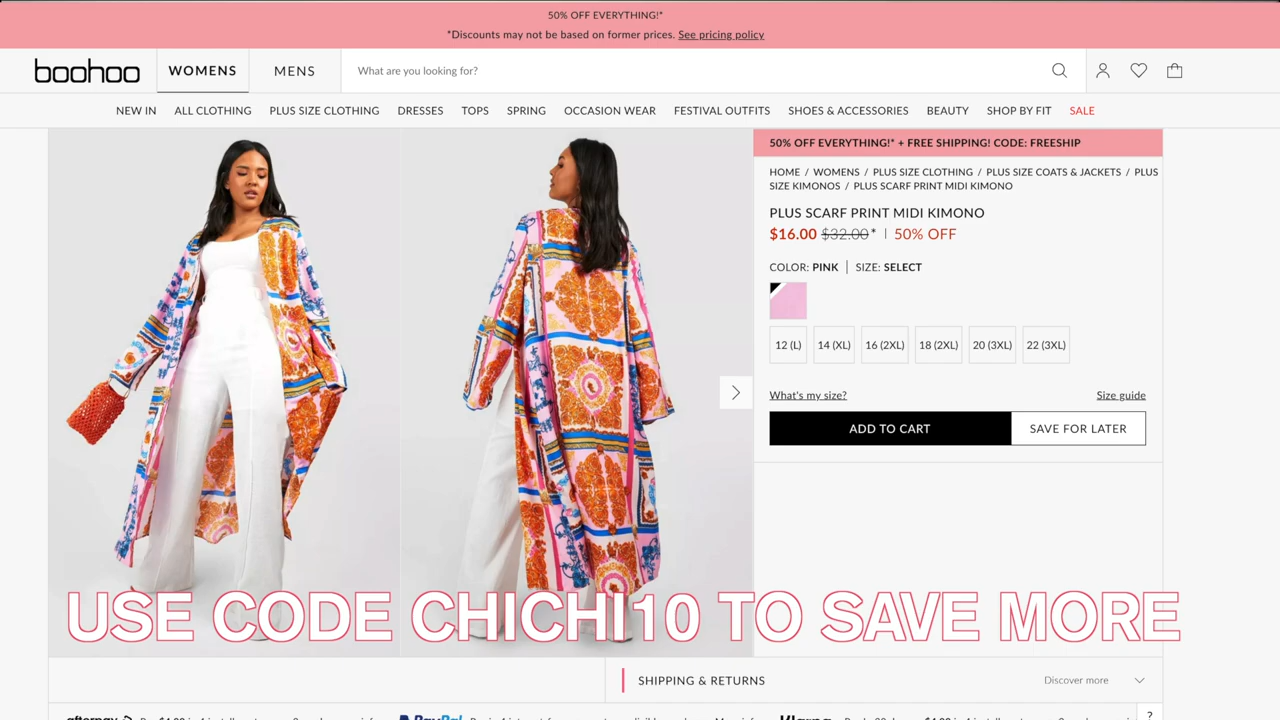 50% OFF EVERYTHING!*
*Discounts may not be based on former prices. See pricing policy
boohoo
WOMENS
MENS
What are you looking for?
NEW IN
ALL CLOTHING
PLUS SIZE CLOTHING
DRESSES
TOPS
SPRING
OCCASION WEAR
FESTIVAL OUTFITS
SHOES & ACCESSORIES
BEAUTY
SHOP BY FIT
SALE
50% OFF EVERYTHING!* + FREE SHIPPING! CODE: FREESHIP
HOME / WOMENS / PLUS SIZE CLOTHING / PLUS SIZE COATS & JACKETS / PLUS
SIZE KIMONOS / PLUS SCARF PRINT MIDI KIMONO
PLUS SCARF PRINT MIDI KIMONO
$16.00 $32.00* | 50% OFF
COLOR: PINK | SIZE: SELECT
12 (L)
14 (XL)
16 (2XL)
18 (2XL)
20 (3XL)
22 (3XL)
What's my size?
Size guide
ADD TO CART
SAVE FOR LATER
USE CODE CHICHI10 TO SAVE MORE
SHIPPING & RETURNS
Discover more
afterpay
PayPal
Klarna
?